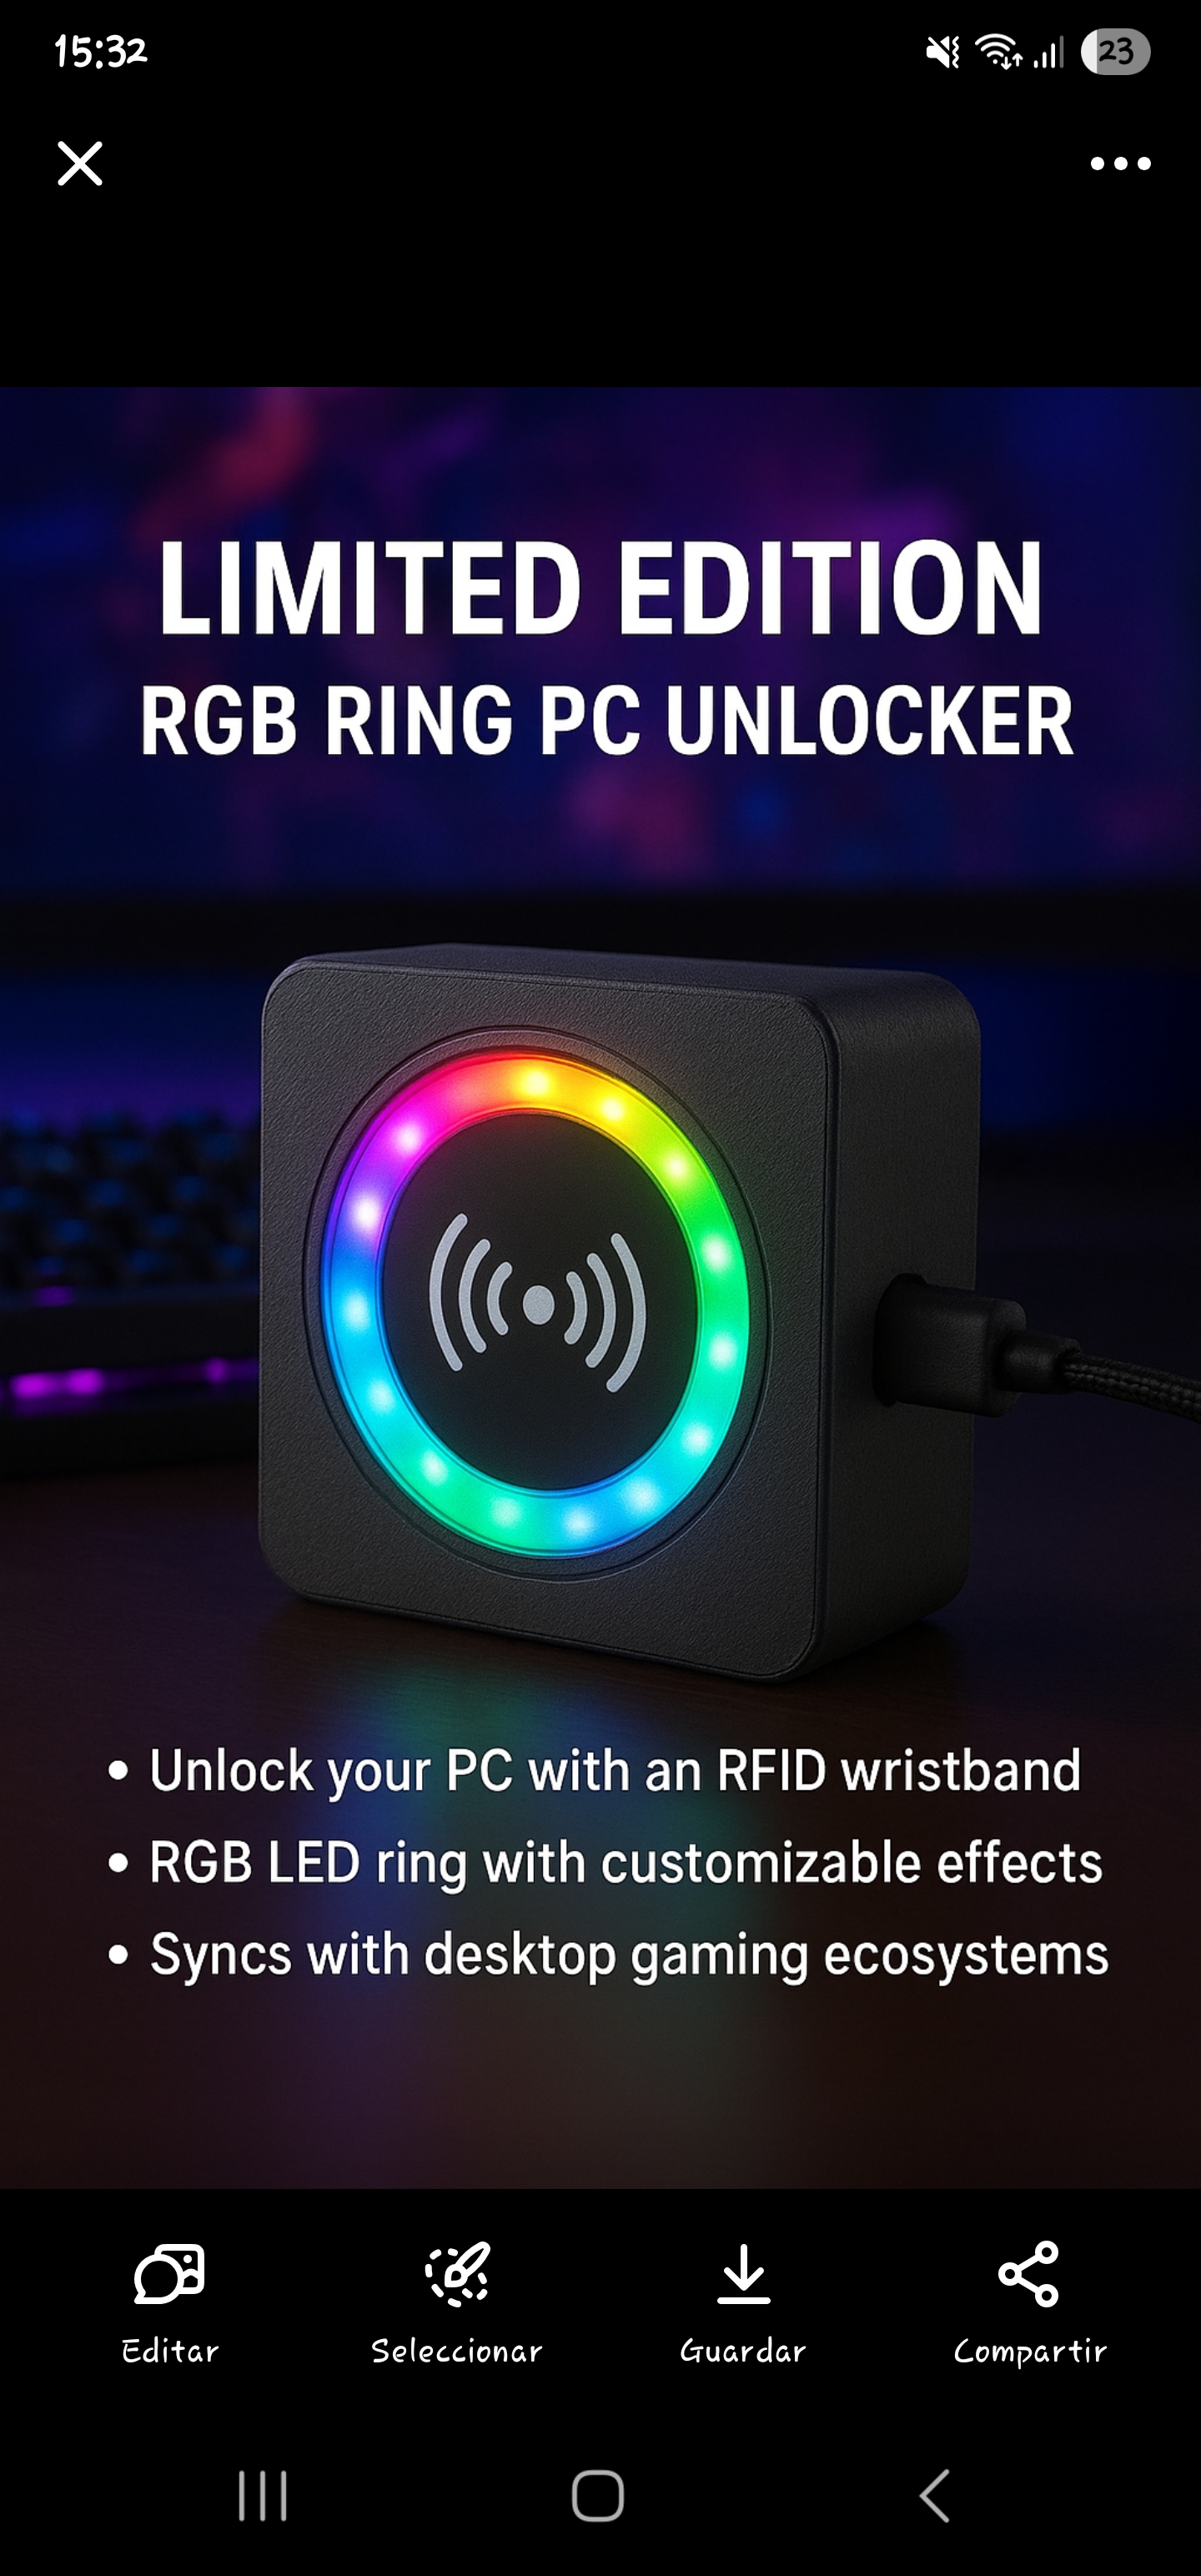 15:32
23
LIMITED EDITION
RGB RING PC UNLOCKER
• Unlock your PC with an RFID wristband
• RGB LED ring with customizable effects
• Syncs with desktop gaming ecosystems
Editar Seleccionar Guardar Compartir